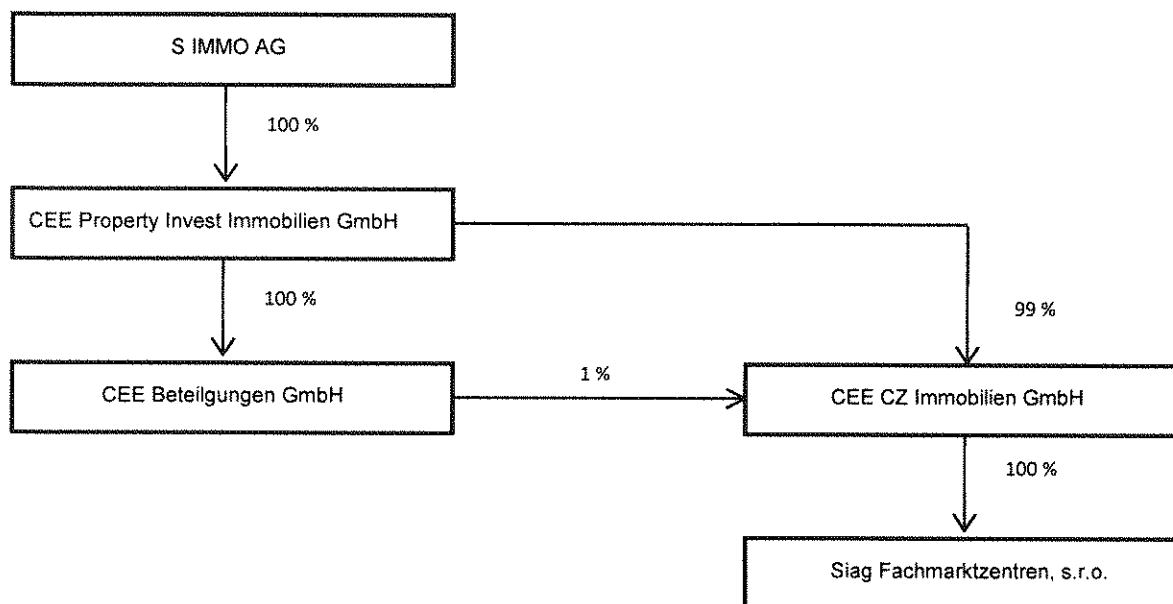 S IMMO AG
100 %
CEE Property Invest Immobilien GmbH
100 %
99 %
CEE Beteilgungen GmbH
1 %
CEE CZ Immobilien GmbH
100 %
Siag Fachmarktzentren, s.r.o.